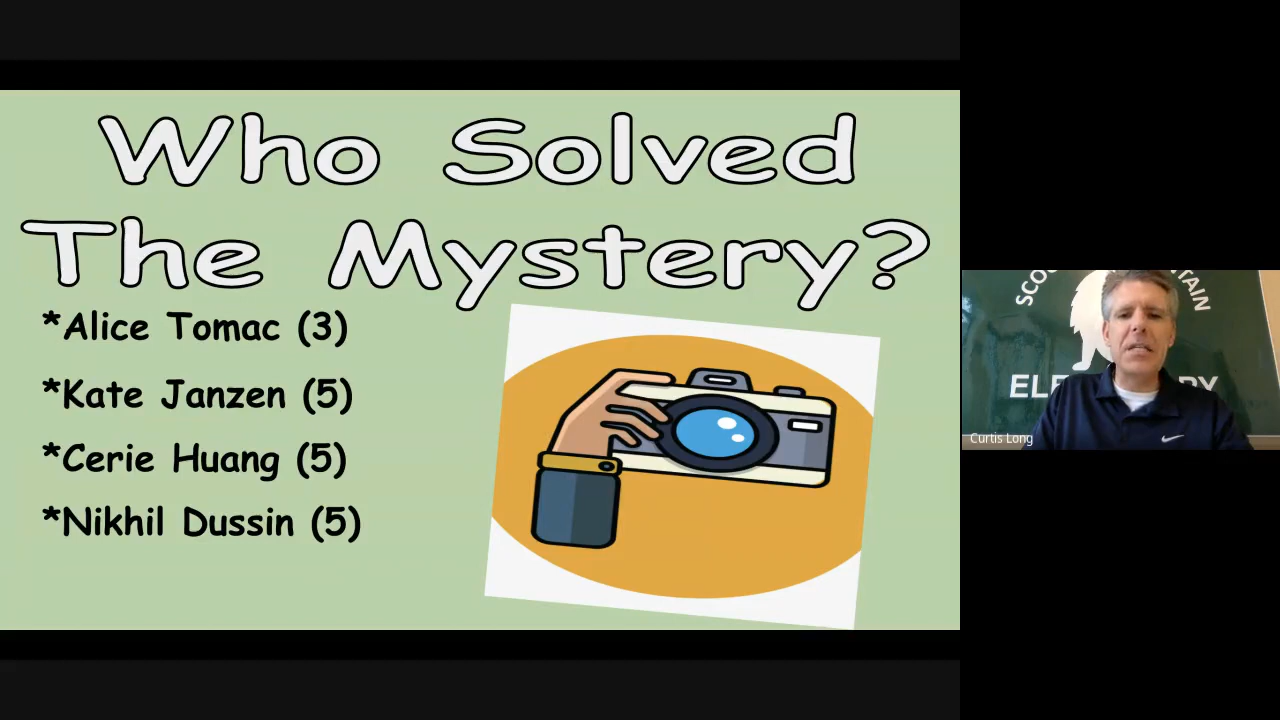 Who Solved
The Mystery?
*Alice Tomac (3)
*Kate Janzen (5)
*Cerie Huang (5)
*Nikhil Dussin (5)
Curtis Long